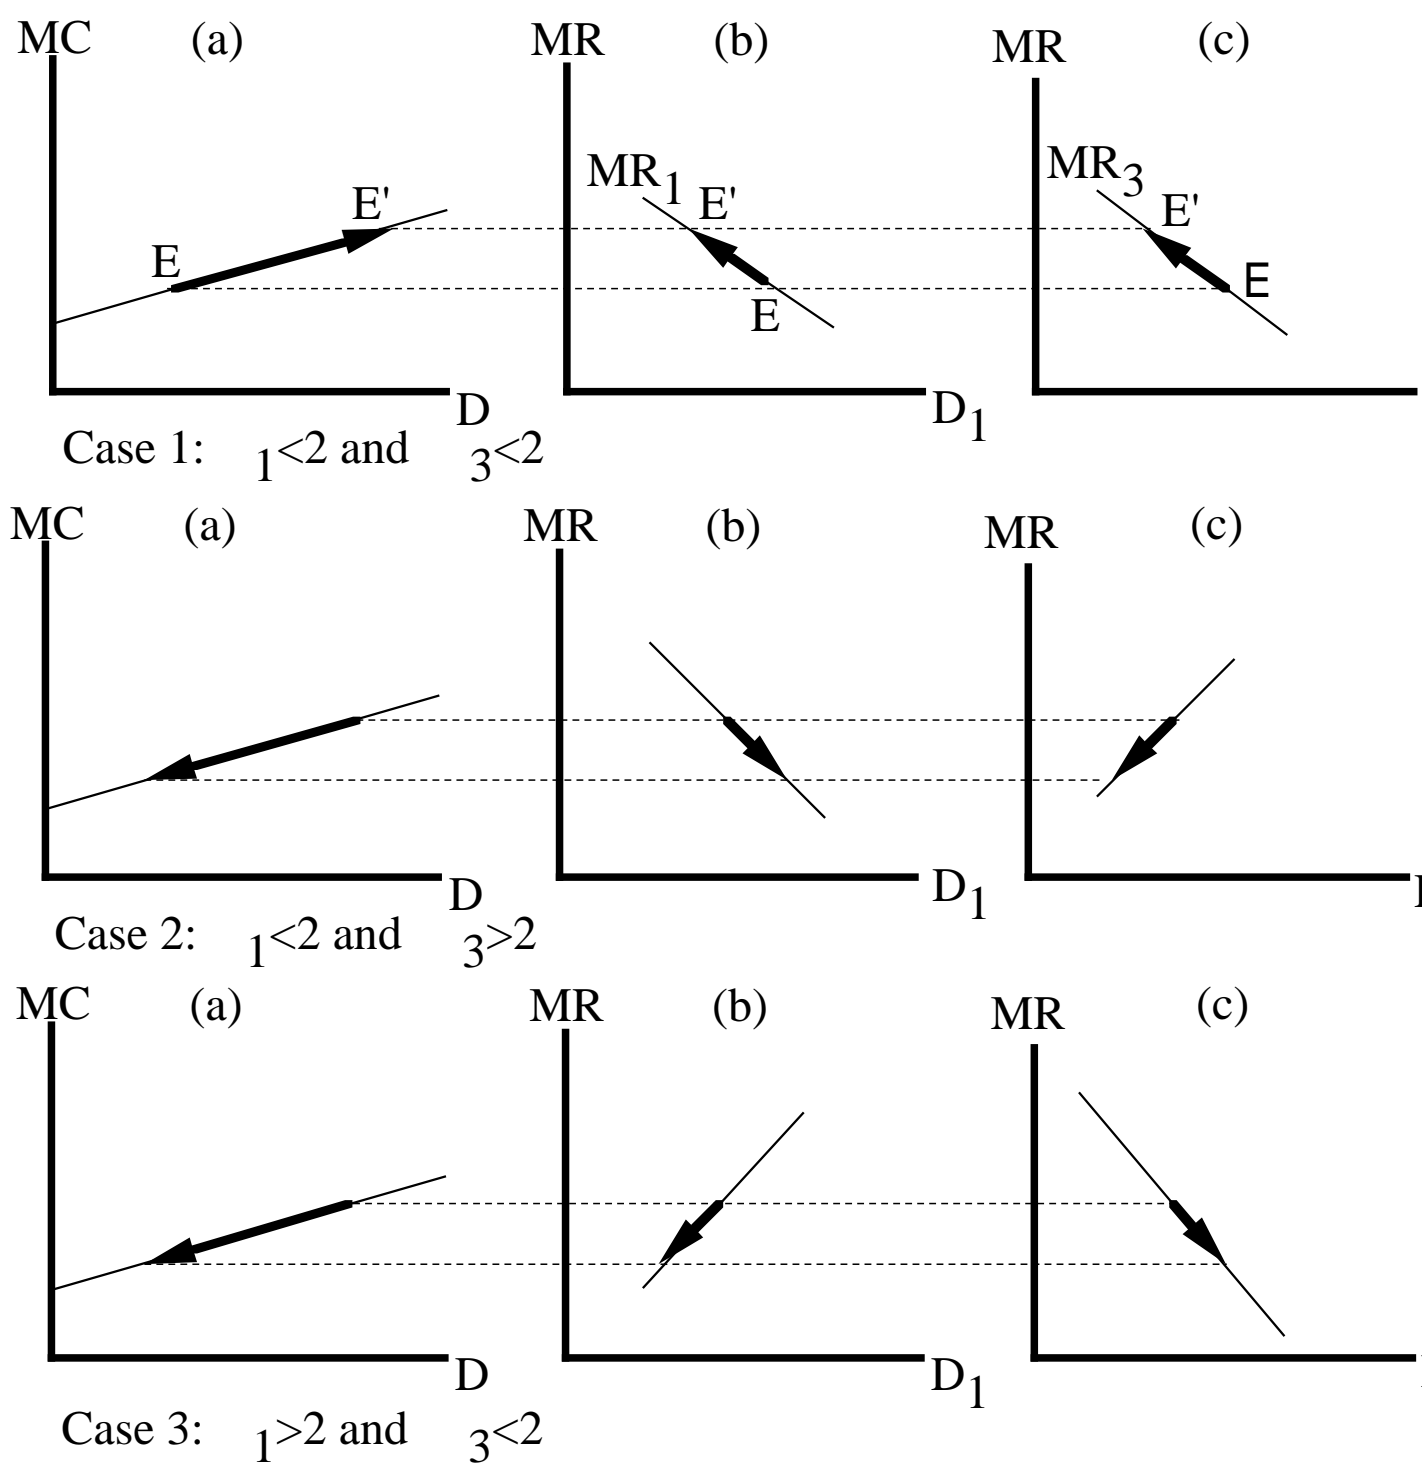 MC (a) MR (b) MR (c)
MR1 E' MR3 E'
E' E E E
D D1
Case 1: 1<2 and 3<2
MC (a) MR (b) MR (c)
D D1
Case 2: 1<2 and 3>2
MC (a) MR (b) MR (c)
D D1
Case 3: 1>2 and 3<2